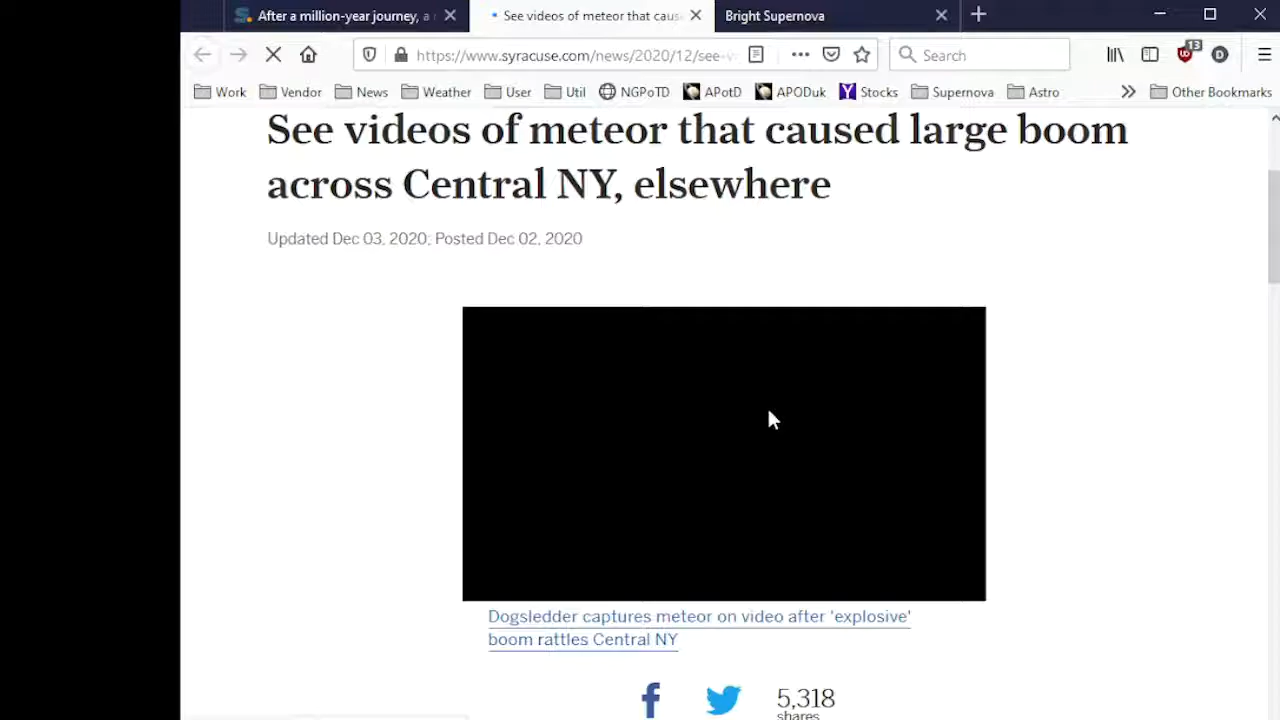 After a million-year journey, a
See videos of meteor that caus
Bright Supernova
https://www.syracuse.com/news/2020/12/see-v
Search
13
D
Work Vendor News Weather User Util NGPoTD APotD APODuk Stocks Supernova Astro Other Bookmarks
See videos of meteor that caused large boom
across Central NY, elsewhere
Updated Dec 03, 2020; Posted Dec 02, 2020
Dogsledder captures meteor on video after 'explosive'
boom rattles Central NY
5,318
shares